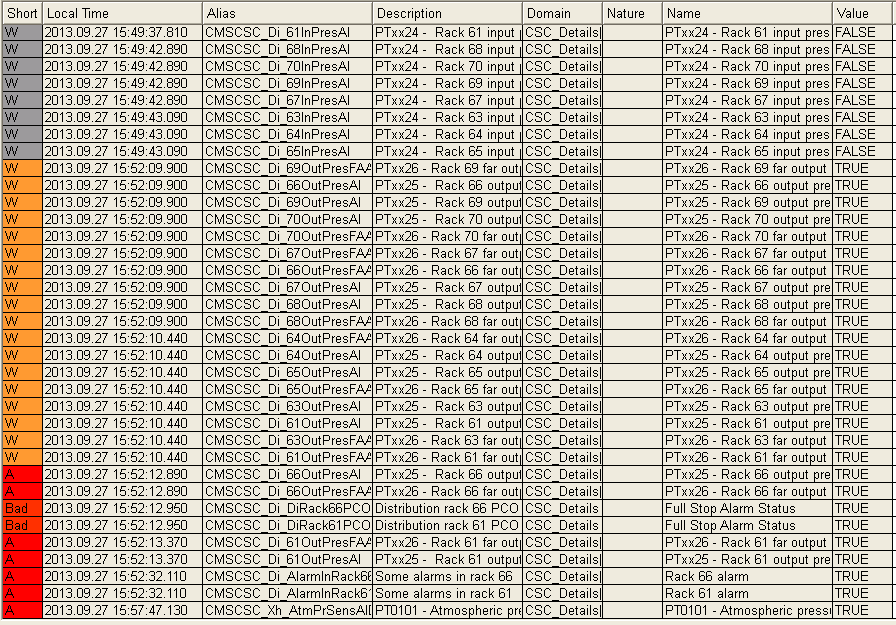 Short Local Time Alias Description Domain Nature Name Value
W 2013.09.27 15:49:37.810 CMSCSC_Di_61InPresAl PTxx24 - Rack 61 input CSC_Details PTxx24 - Rack 61 input pres FALSE
W 2013.09.27 15:49:42.890 CMSCSC_Di_68InPresAl PTxx24 - Rack 68 input CSC_Details PTxx24 - Rack 68 input pres FALSE
W 2013.09.27 15:49:42.890 CMSCSC_Di_70InPresAl PTxx24 - Rack 70 input CSC_Details PTxx24 - Rack 70 input pres FALSE
W 2013.09.27 15:49:42.890 CMSCSC_Di_69InPresAl PTxx24 - Rack 69 input CSC_Details PTxx24 - Rack 69 input pres FALSE
W 2013.09.27 15:49:42.890 CMSCSC_Di_67InPresAl PTxx24 - Rack 67 input CSC_Details PTxx24 - Rack 67 input pres FALSE
W 2013.09.27 15:49:43.090 CMSCSC_Di_63InPresAl PTxx24 - Rack 63 input CSC_Details PTxx24 - Rack 63 input pres FALSE
W 2013.09.27 15:49:43.090 CMSCSC_Di_64InPresAl PTxx24 - Rack 64 input CSC_Details PTxx24 - Rack 64 input pres FALSE
W 2013.09.27 15:49:43.090 CMSCSC_Di_65InPresAl PTxx24 - Rack 65 input CSC_Details PTxx24 - Rack 65 input pres FALSE
W 2013.09.27 15:52:09.900 CMSCSC_Di_69OutPresFAA PTxx26 - Rack 69 far out CSC_Details PTxx26 - Rack 69 far output TRUE
W 2013.09.27 15:52:09.900 CMSCSC_Di_66OutPresAl PTxx25 - Rack 66 output CSC_Details PTxx25 - Rack 66 output pre TRUE
W 2013.09.27 15:52:09.900 CMSCSC_Di_69OutPresAl PTxx25 - Rack 69 output CSC_Details PTxx25 - Rack 69 output pre TRUE
W 2013.09.27 15:52:09.900 CMSCSC_Di_70OutPresAl PTxx25 - Rack 70 output CSC_Details PTxx25 - Rack 70 output pre TRUE
W 2013.09.27 15:52:09.900 CMSCSC_Di_70OutPresFAA PTxx26 - Rack 70 far out CSC_Details PTxx26 - Rack 70 far output TRUE
W 2013.09.27 15:52:09.900 CMSCSC_Di_67OutPresFAA PTxx26 - Rack 67 far out CSC_Details PTxx26 - Rack 67 far output TRUE
W 2013.09.27 15:52:09.900 CMSCSC_Di_66OutPresFAA PTxx26 - Rack 66 far out CSC_Details PTxx26 - Rack 66 far output TRUE
W 2013.09.27 15:52:09.900 CMSCSC_Di_67OutPresAl PTxx25 - Rack 67 output CSC_Details PTxx25 - Rack 67 output pre TRUE
W 2013.09.27 15:52:09.900 CMSCSC_Di_68OutPresAl PTxx25 - Rack 68 output CSC_Details PTxx25 - Rack 68 output pre TRUE
W 2013.09.27 15:52:09.900 CMSCSC_Di_68OutPresFAA PTxx26 - Rack 68 far out CSC_Details PTxx26 - Rack 68 far output TRUE
W 2013.09.27 15:52:10.440 CMSCSC_Di_64OutPresFAA PTxx26 - Rack 64 far out CSC_Details PTxx26 - Rack 64 far output TRUE
W 2013.09.27 15:52:10.440 CMSCSC_Di_64OutPresAl PTxx25 - Rack 64 output CSC_Details PTxx25 - Rack 64 output pre TRUE
W 2013.09.27 15:52:10.440 CMSCSC_Di_65OutPresAl PTxx25 - Rack 65 output CSC_Details PTxx25 - Rack 65 output pre TRUE
W 2013.09.27 15:52:10.440 CMSCSC_Di_65OutPresFAA PTxx26 - Rack 65 far out CSC_Details PTxx26 - Rack 65 far output TRUE
W 2013.09.27 15:52:10.440 CMSCSC_Di_63OutPresAl PTxx25 - Rack 63 output CSC_Details PTxx25 - Rack 63 output pre TRUE
W 2013.09.27 15:52:10.440 CMSCSC_Di_61OutPresAl PTxx25 - Rack 61 output CSC_Details PTxx25 - Rack 61 output pre TRUE
W 2013.09.27 15:52:10.440 CMSCSC_Di_63OutPresFAA PTxx26 - Rack 63 far out CSC_Details PTxx26 - Rack 63 far output TRUE
W 2013.09.27 15:52:10.440 CMSCSC_Di_61OutPresFAA PTxx26 - Rack 61 far out CSC_Details PTxx26 - Rack 61 far output TRUE
A 2013.09.27 15:52:12.890 CMSCSC_Di_66OutPresAl PTxx25 - Rack 66 output CSC_Details PTxx25 - Rack 66 output pre TRUE
A 2013.09.27 15:52:12.890 CMSCSC_Di_66OutPresFAA PTxx26 - Rack 66 far out CSC_Details PTxx26 - Rack 66 far output TRUE
Bad 2013.09.27 15:52:12.950 CMSCSC_Di_DiRack66PCO Distribution rack 66 PCO CSC_Details Full Stop Alarm Status TRUE
Bad 2013.09.27 15:52:12.950 CMSCSC_Di_DiRack61PCO Distribution rack 61 PCO CSC_Details Full Stop Alarm Status TRUE
A 2013.09.27 15:52:13.370 CMSCSC_Di_61OutPresFAA PTxx26 - Rack 61 far out CSC_Details PTxx26 - Rack 61 far output TRUE
A 2013.09.27 15:52:13.370 CMSCSC_Di_61OutPresAl PTxx25 - Rack 61 output CSC_Details PTxx25 - Rack 61 output pre TRUE
A 2013.09.27 15:52:32.110 CMSCSC_Di_AlarmInRack66 Some alarms in rack 66 CSC_Details Rack 66 alarm TRUE
A 2013.09.27 15:52:32.110 CMSCSC_Di_AlarmInRack61 Some alarms in rack 61 CSC_Details Rack 61 alarm TRUE
A 2013.09.27 15:57:47.130 CMSCSC_Xh_AtmPrSensAlD PT0101 - Atmospheric pre CSC_Details PT0101 - Atmospheric press TRUE